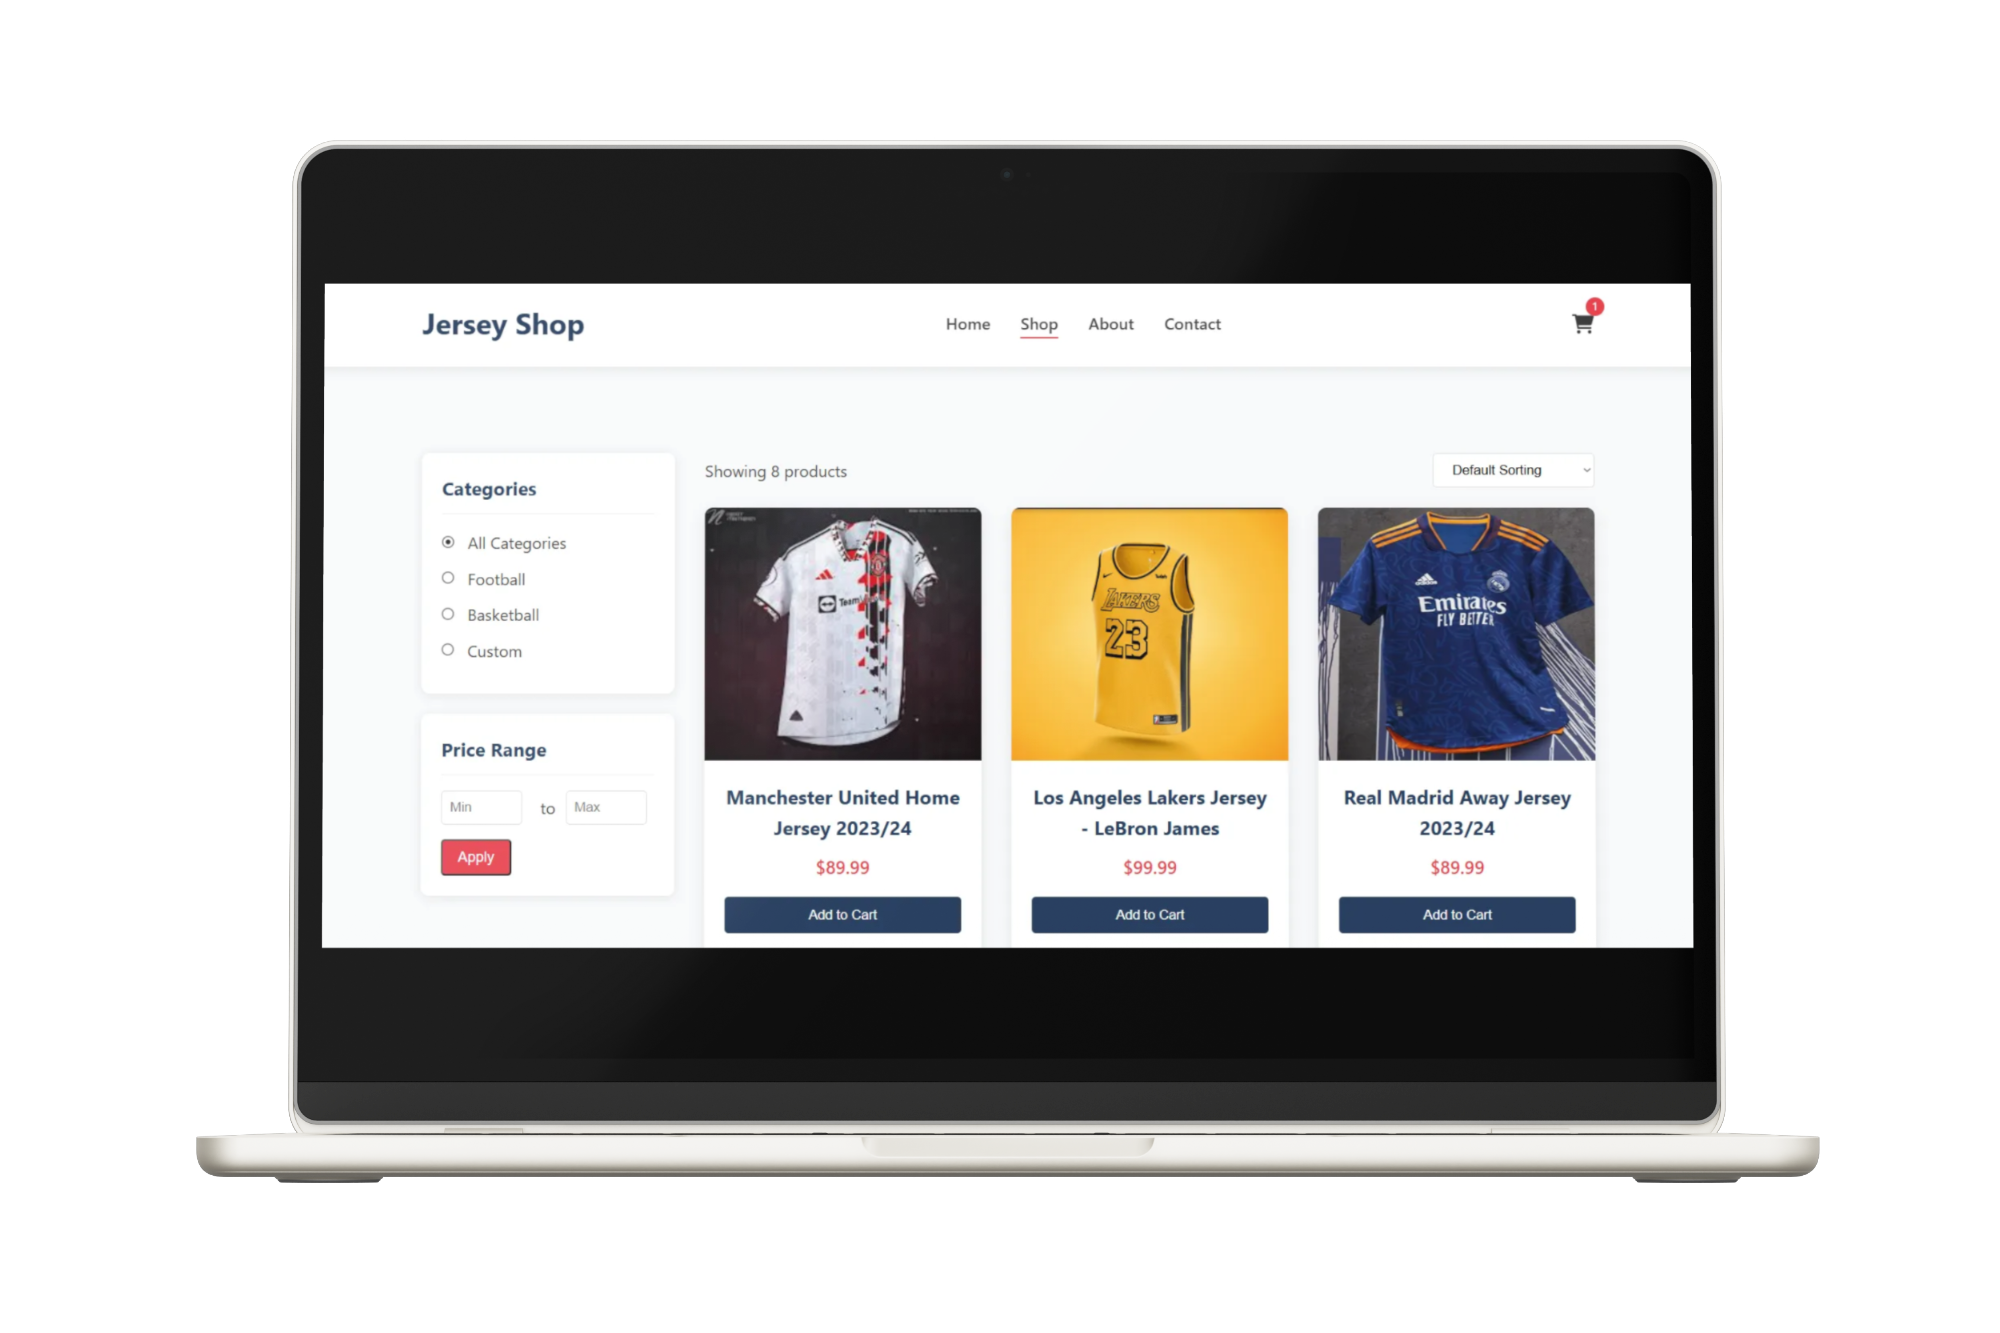 Jersey Shop
Home
Shop
About
Contact
1
Categories
All Categories
Football
Basketball
Custom
Price Range
Min
to
Max
Apply
Showing 8 products
Default Sorting
Team
LAKERS
23
Emirates
FLY BETTER
Manchester United Home
Jersey 2023/24
$89.99
Add to Cart
Los Angeles Lakers Jersey
- LeBron James
$99.99
Add to Cart
Real Madrid Away Jersey
2023/24
$89.99
Add to Cart